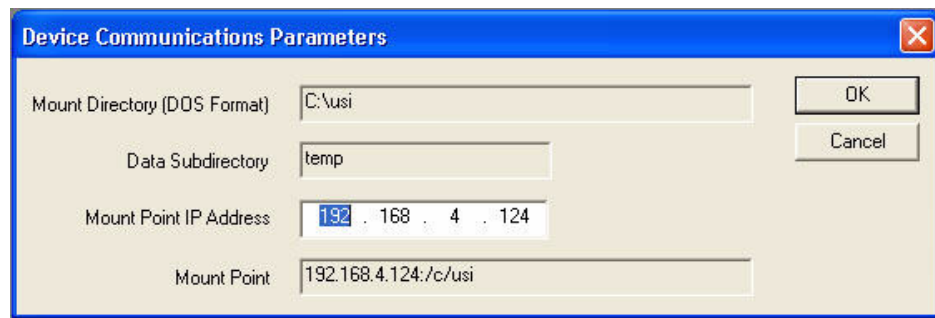 Device Communications Parameters
Mount Directory (DOS Format) C:\usi OK
Data Subdirectory temp Cancel
Mount Point IP Address 192 . 168 . 4 . 124
Mount Point 192.168.4.124:/c/usi